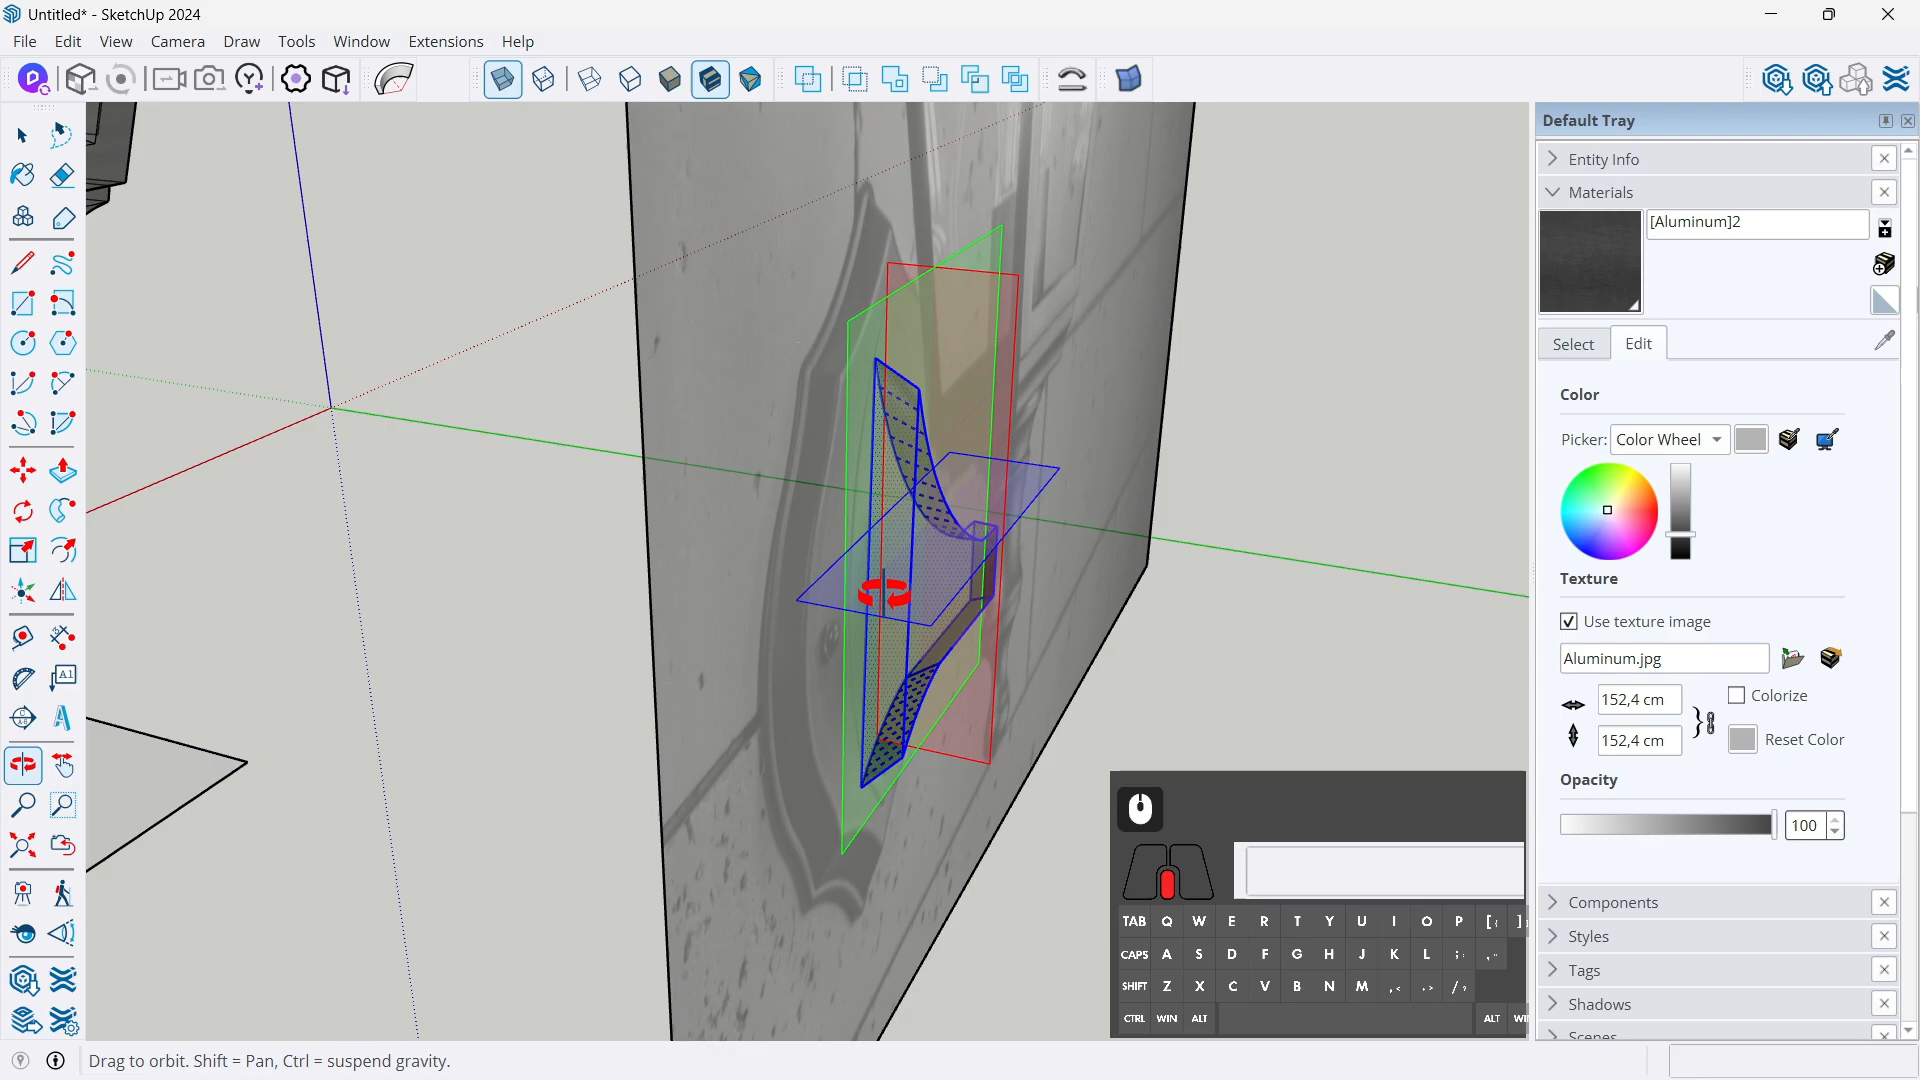 Untitled* - SketchUp 2024
File Edit View Camera Draw Tools Window Extensions Help
Default Tray
Entity Info
Materials
[Aluminum]2
Select Edit
Color
Picker: Color Wheel
Texture
Use texture image
Aluminum.jpg
152,4 cm
Colorize
152,4 cm
Reset Color
Opacity
100
Components
Styles
Tags
Shadows
Scenes
A1
TAB Q W E R T Y U I O P [{ ]}
CAPS A S D F G H J K L ;: ,"
SHIFT Z X C V B N M ,< .> /?
CTRL WIN ALT ALT WIN
Drag to orbit. Shift = Pan, Ctrl = suspend gravity.